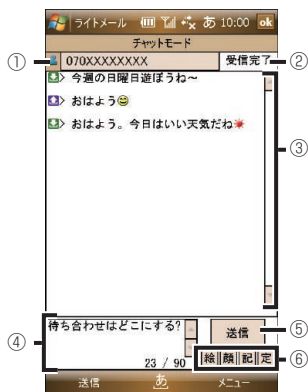 ライトメール あ 10:00 ok
チャットモード
① 070XXXXXXXX 受信完了 ②
今週の日曜日遊ぼうね～
おはよう
おはよう。今日はいい天気だね
③
待ち合わせはどこにする?
④
送信 ⑤
23 / 90 絵 顔 記 定 ⑥
送信 あ メニュー